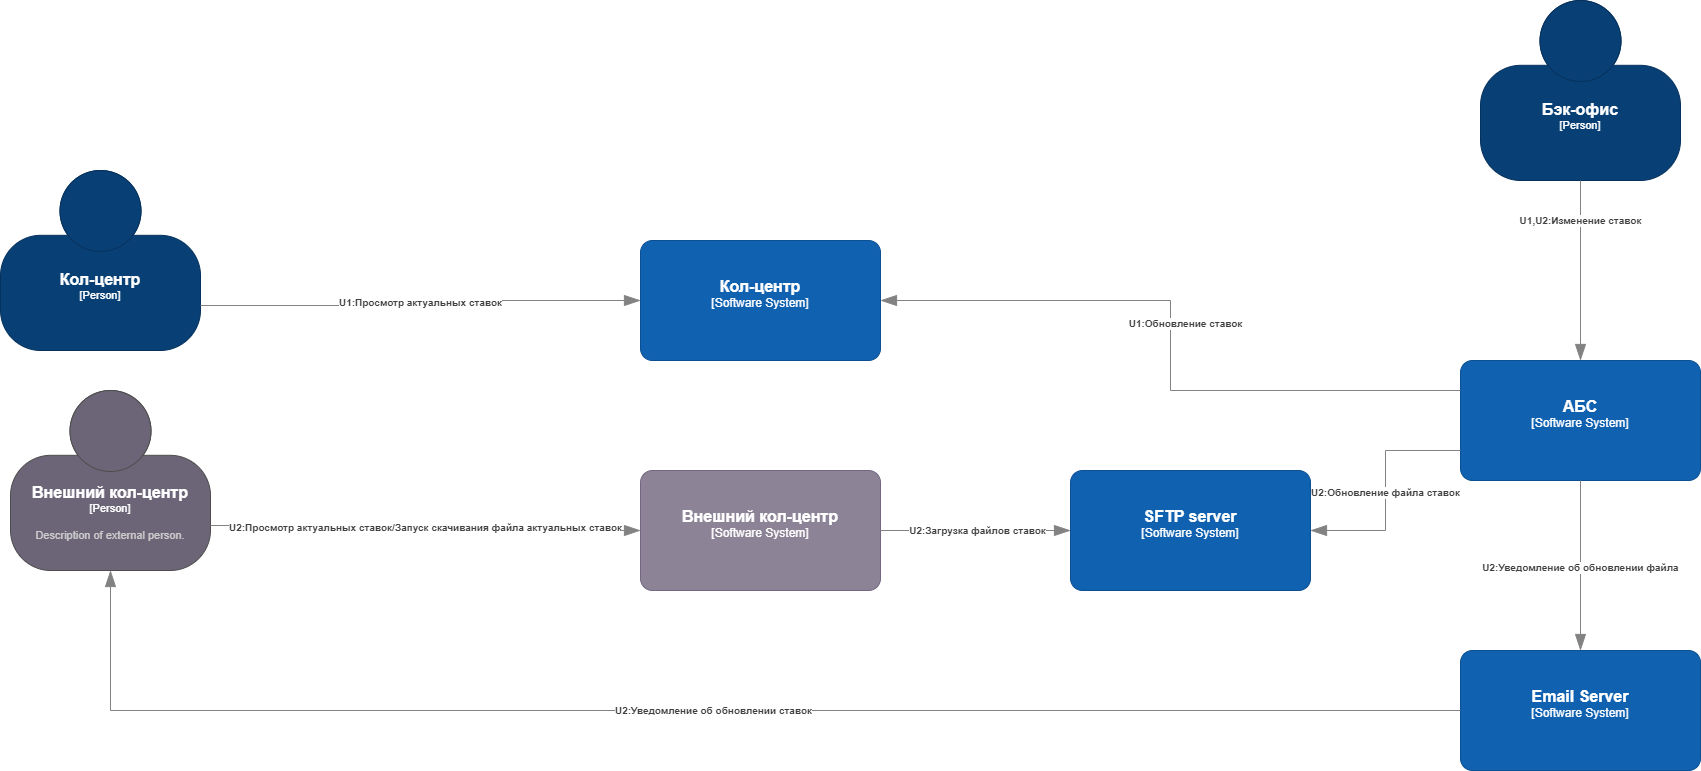 Бэк-офис
[Person]
U1,U2:Изменение ставок
Кол-центр
[Person]
U1:Просмотр актуальных ставок
Кол-центр
[Software System]
U1:Обновление ставок
АБС
[Software System]
Внешний кол-центр
[Person]
Description of external person.
U2:Просмотр актуальных ставок/Запуск скачивания файла актуальных ставок
Внешний кол-центр
[Software System]
U2:Загрузка файлов ставок
SFTP server
[Software System]
U2:Обновление файла ставок
U2:Уведомление об обновлении файла
Email Server
[Software System]
U2:Уведомление об обновлении ставок